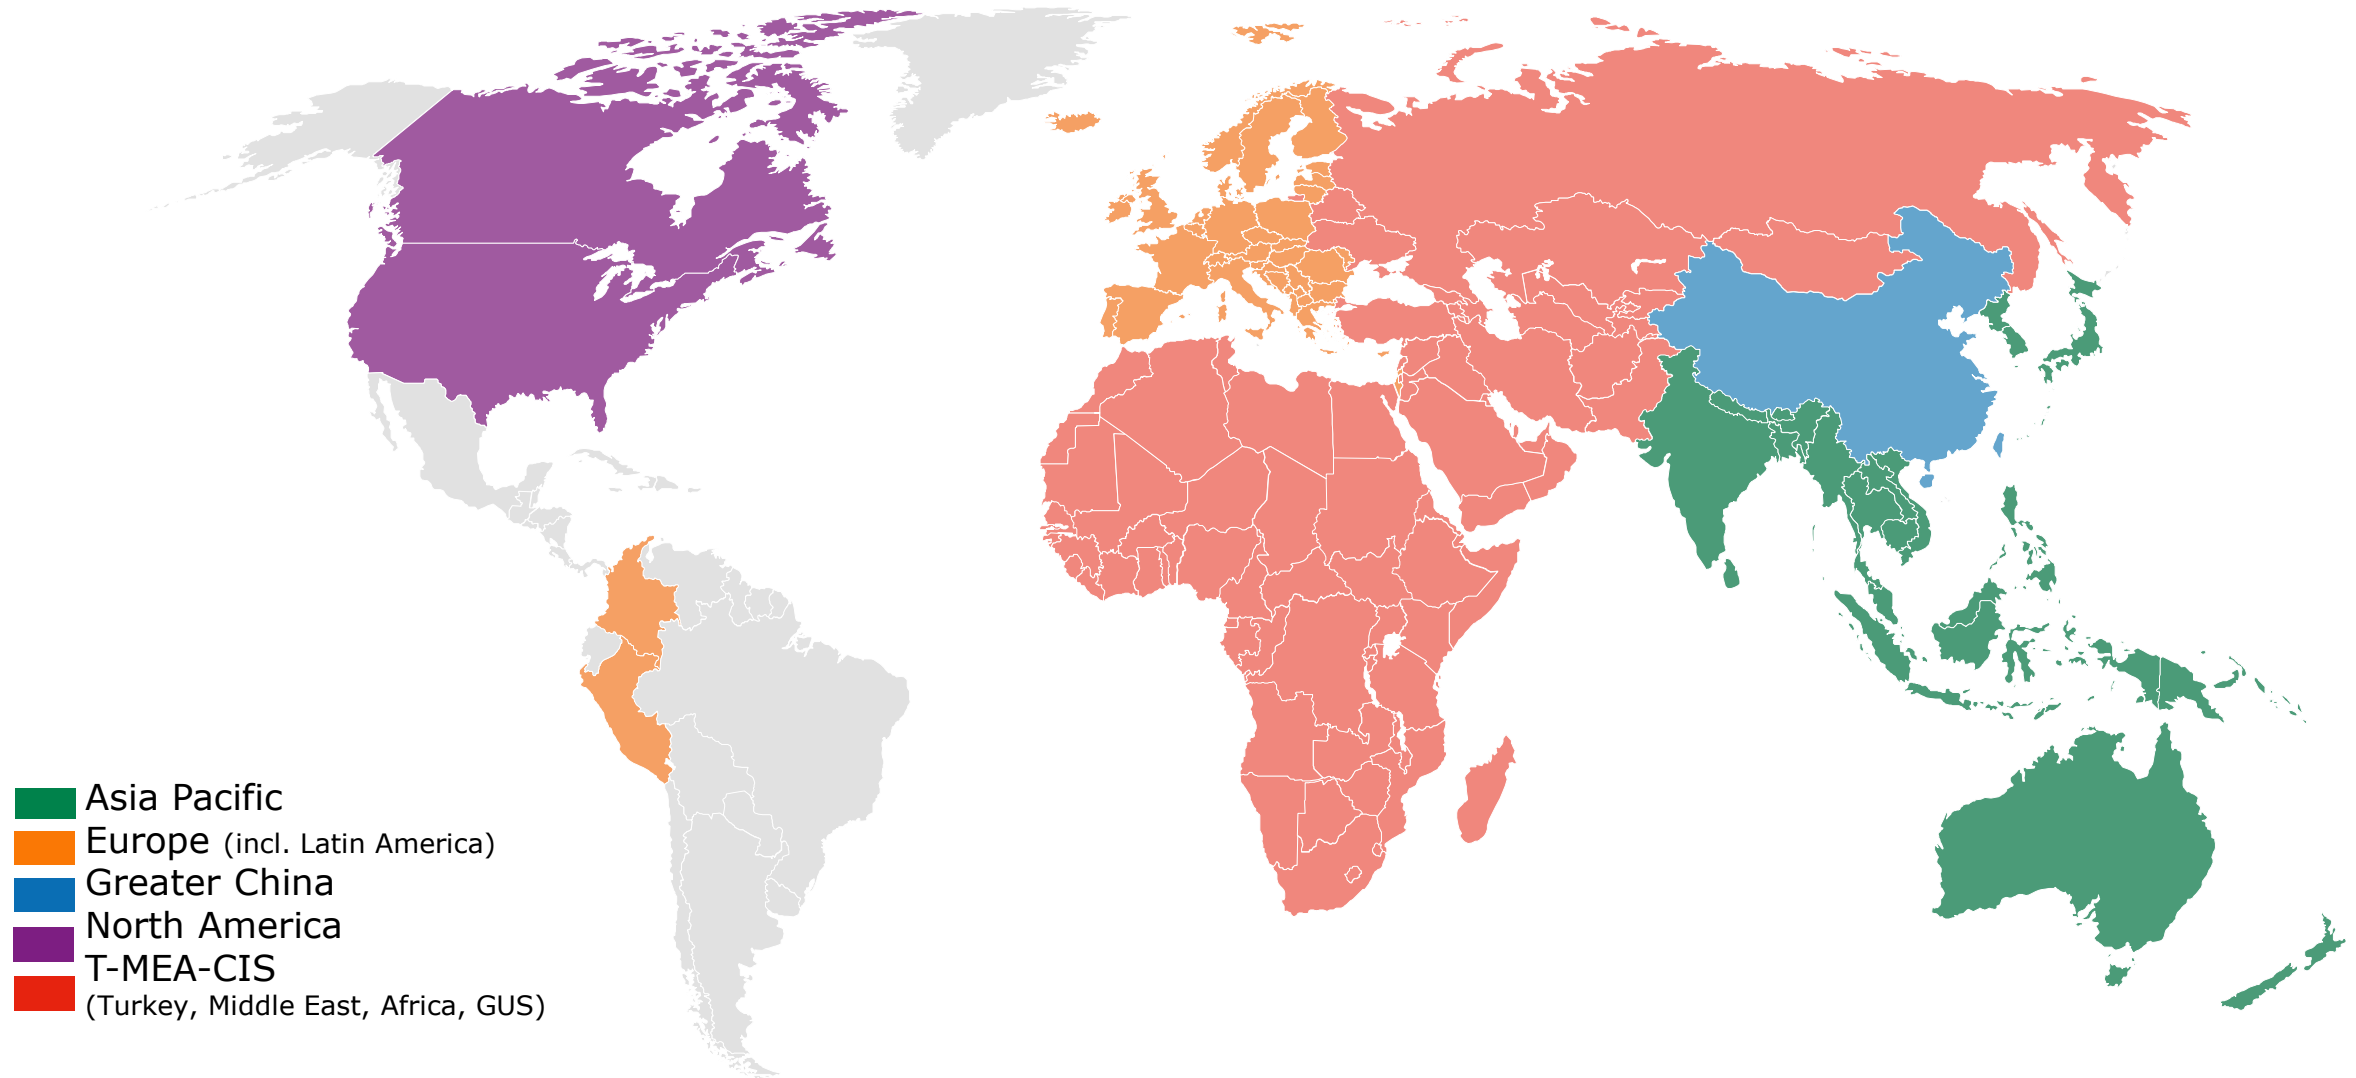 Asia Pacific
Europe (incl. Latin America)
Greater China
North America
T-MEA-CIS
(Turkey, Middle East, Africa, GUS)